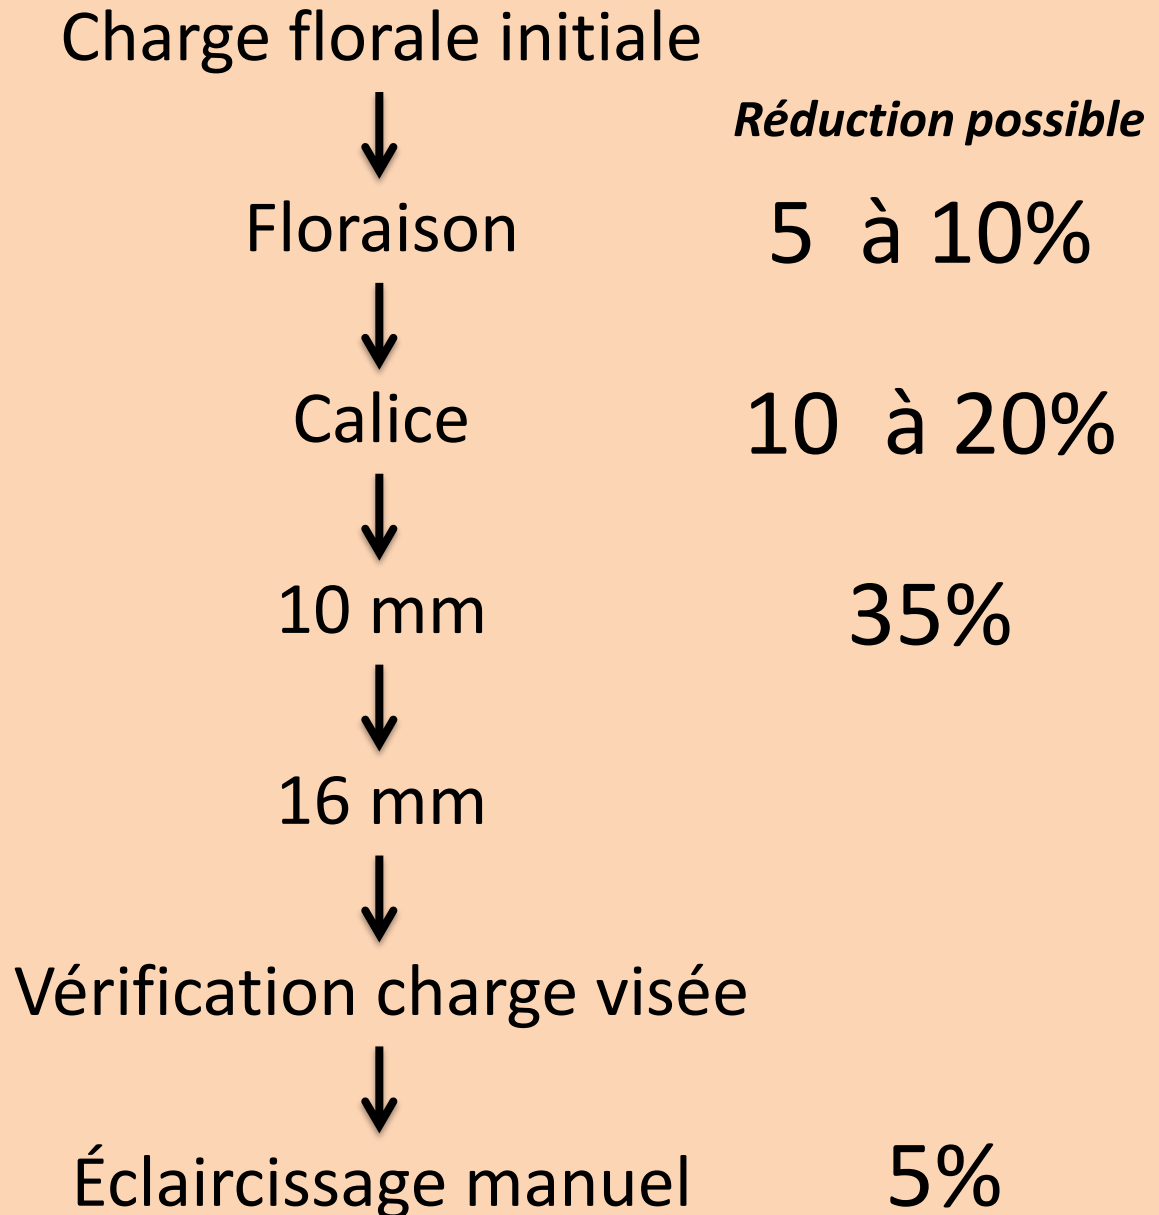 Charge florale initiale
Réduction possible
Floraison 5 à 10%
Calice 10 à 20%
10 mm 35%
16 mm
Vérification charge visée
Éclaircissage manuel 5%